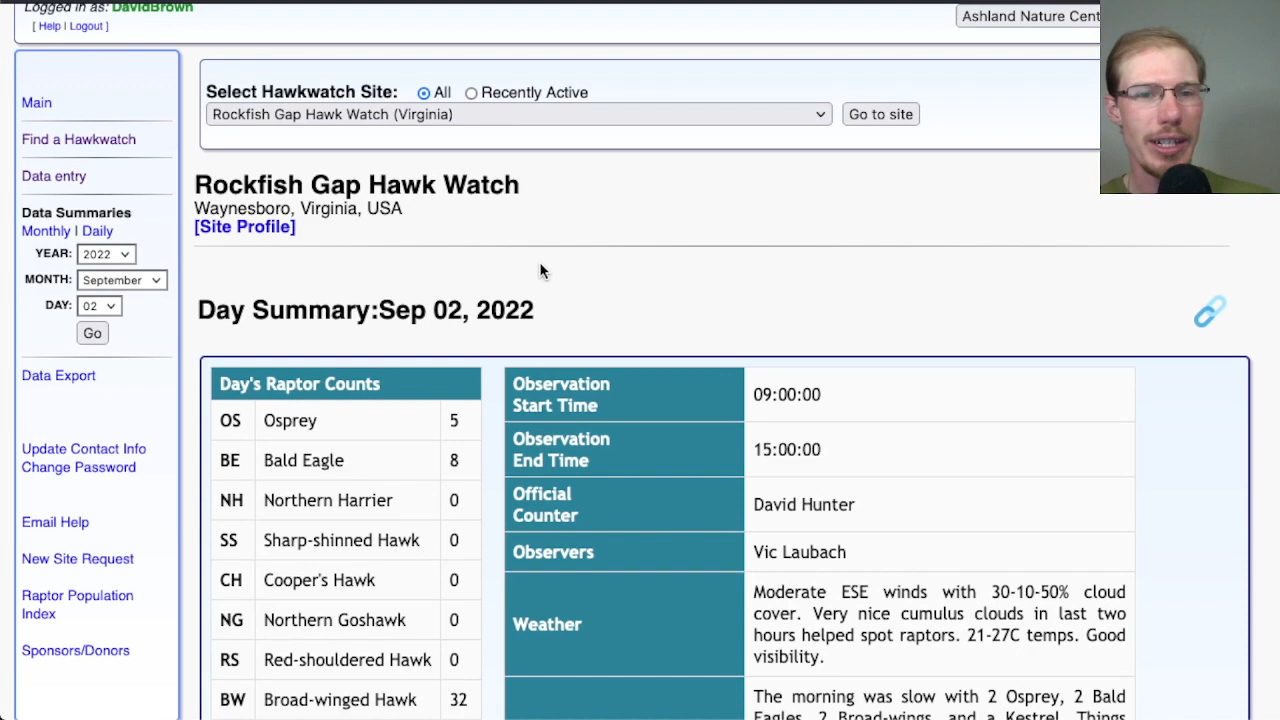 Logged in as: DavidBrown
[ Help | Logout ]
Ashland Nature Cent
Main
Find a Hawkwatch
Data entry
Data Summaries
Monthly | Daily
YEAR: 2022
MONTH: September
DAY: 02
Go
Data Export
Update Contact Info
Change Password
Email Help
New Site Request
Raptor Population
Index
Sponsors/Donors
Select Hawkwatch Site: All Recently Active
Rockfish Gap Hawk Watch (Virginia) Go to site
Rockfish Gap Hawk Watch
Waynesboro, Virginia, USA
[Site Profile]
Day Summary:Sep 02, 2022
Day's Raptor Counts
OS Osprey 5
BE Bald Eagle 8
NH Northern Harrier 0
SS Sharp-shinned Hawk 0
CH Cooper's Hawk 0
NG Northern Goshawk 0
RS Red-shouldered Hawk 0
BW Broad-winged Hawk 32
Observation
Start Time
09:00:00
Observation
End Time
15:00:00
Official
Counter
David Hunter
Observers
Vic Laubach
Weather
Moderate ESE winds with 30-10-50% cloud
cover. Very nice cumulus clouds in last two
hours helped spot raptors. 21-27C temps. Good
visibility.
The morning was slow with 2 Osprey, 2 Bald
Eagles, 2 Broad-wings, and a Kestrel. Things